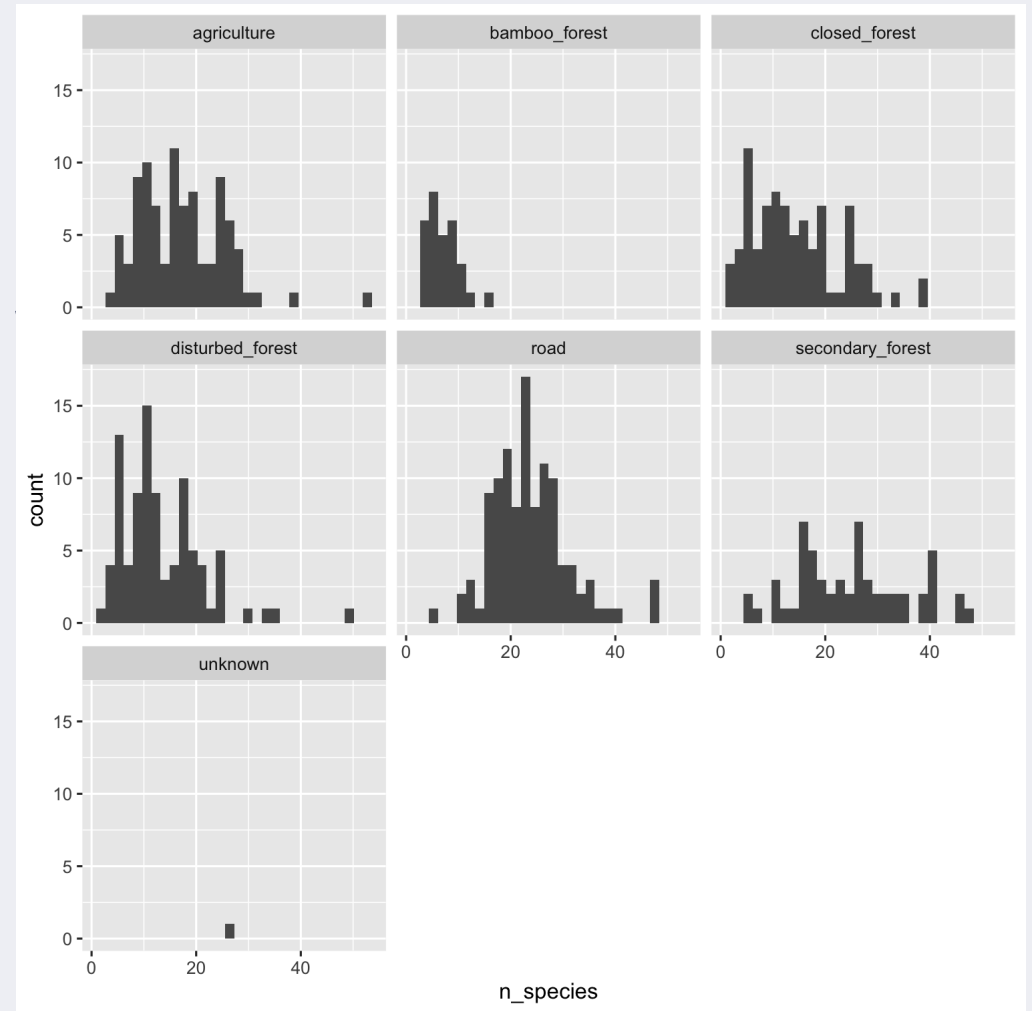 agriculture bamboo_forest closed_forest
15
10
5
0
disturbed_forest road secondary_forest
15
10
5
0
0 20 40 0 20 40
unknown
15
10
5
0
0 20 40
count
n_species